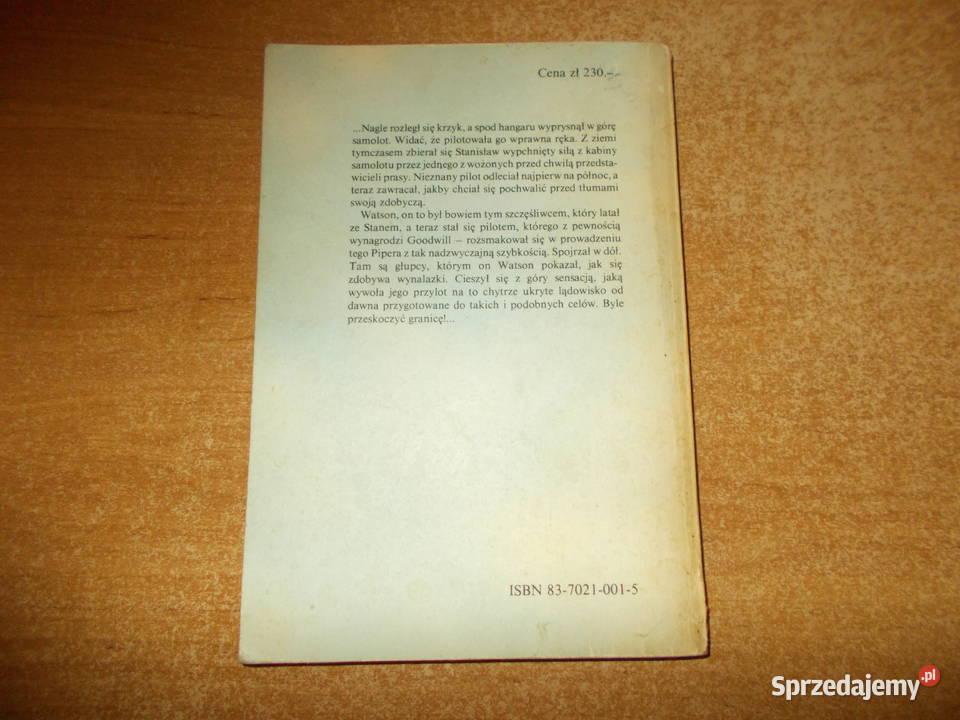 Cena zł 230.–
...Nagle rozległ się krzyk, a spod hangaru wyprysnął w górę
samolot. Widać, że pilotowała go wprawna ręka. Z ziemi
tymczasem zbierał się Stanisław wypchnięty siłą z kabiny
samolotu przez jednego z wożonych przed chwilą przedsta-
wicieli prasy. Nieznany pilot odleciał najpierw na północ, a
teraz zawracał, jakby chciał się pochwalić przed tłumami
swoją zdobyczą.
Watson, on to był bowiem tym szczęśliwcem, który latał
ze Stanem, a teraz stał się pilotem, którego z pewnością
wynagrodzi Goodwill – rozsmakował się w prowadzeniu
tego Pipera z tak nadzwyczajną szybkością. Spojrzał w dół.
Tam są głupcy, którym on Watson pokazał, jak się
zdobywa wynalazki. Cieszył się z góry sensacją, jaką
wywoła jego przylot na to chytrze ukryte lądowisko od
dawna przygotowane do takich i podobnych celów. Byle
przeskoczyć granicę!...
ISBN 83-7021-001-5
Sprzedajemy.pl